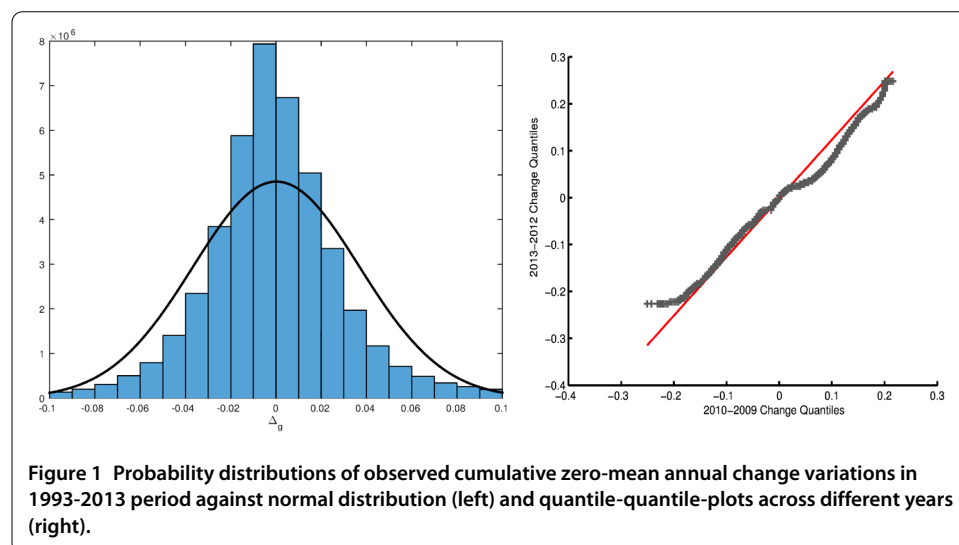 ×10⁶
8
7
6
5
4
3
2
1
0
-0.1 -0.08 -0.06 -0.04 -0.02 0 0.02 0.04 0.06 0.08 0.1
Δg
0.3
0.2
0.1
0
−0.1
−0.2
−0.3
−0.4
−0.4 −0.3 −0.2 −0.1 0 0.1 0.2 0.3
2013−2012 Change Quantiles
2010−2009 Change Quantiles
Figure 1 Probability distributions of observed cumulative zero-mean annual change variations in
1993-2013 period against normal distribution (left) and quantile-quantile-plots across different years
(right).